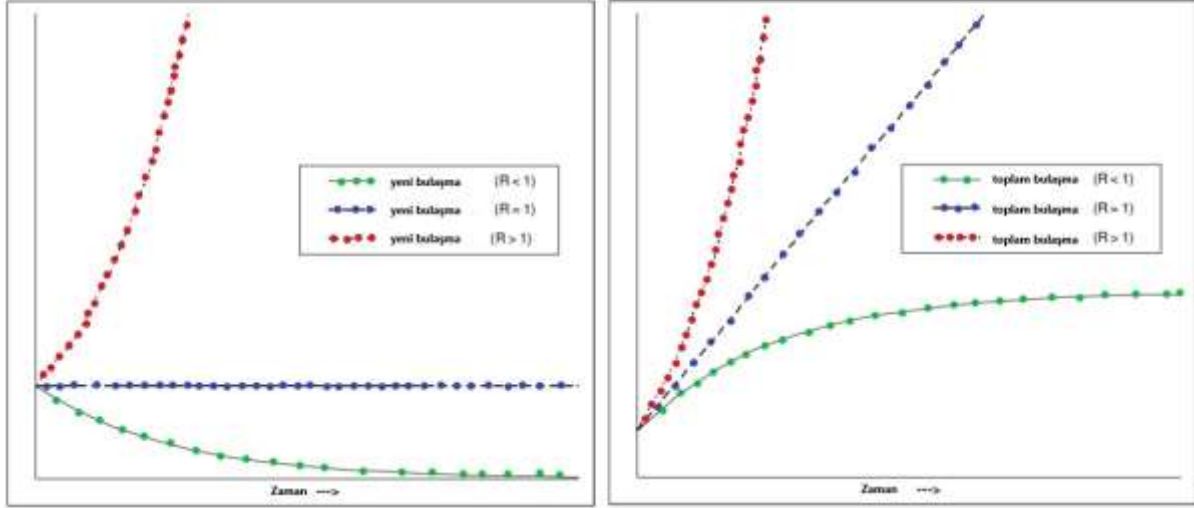 yeni bulaşma (R < 1)
yeni bulaşma (R = 1)
yeni bulaşma (R > 1)
Zaman --->
toplam bulaşma (R < 1)
toplam bulaşma (R = 1)
toplam bulaşma (R > 1)
Zaman --->